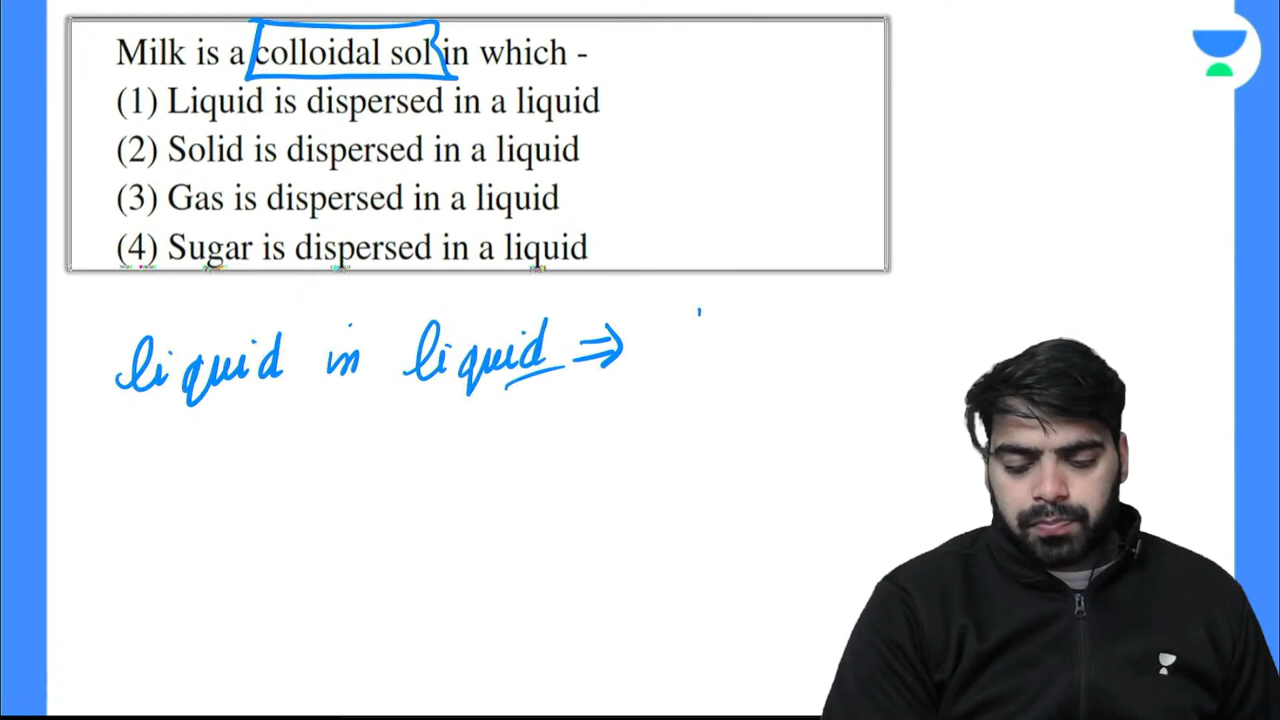 Milk is a colloidal sol in which -
(1) Liquid is dispersed in a liquid
(2) Solid is dispersed in a liquid
(3) Gas is dispersed in a liquid
(4) Sugar is dispersed in a liquid
liquid in liquid ⇒